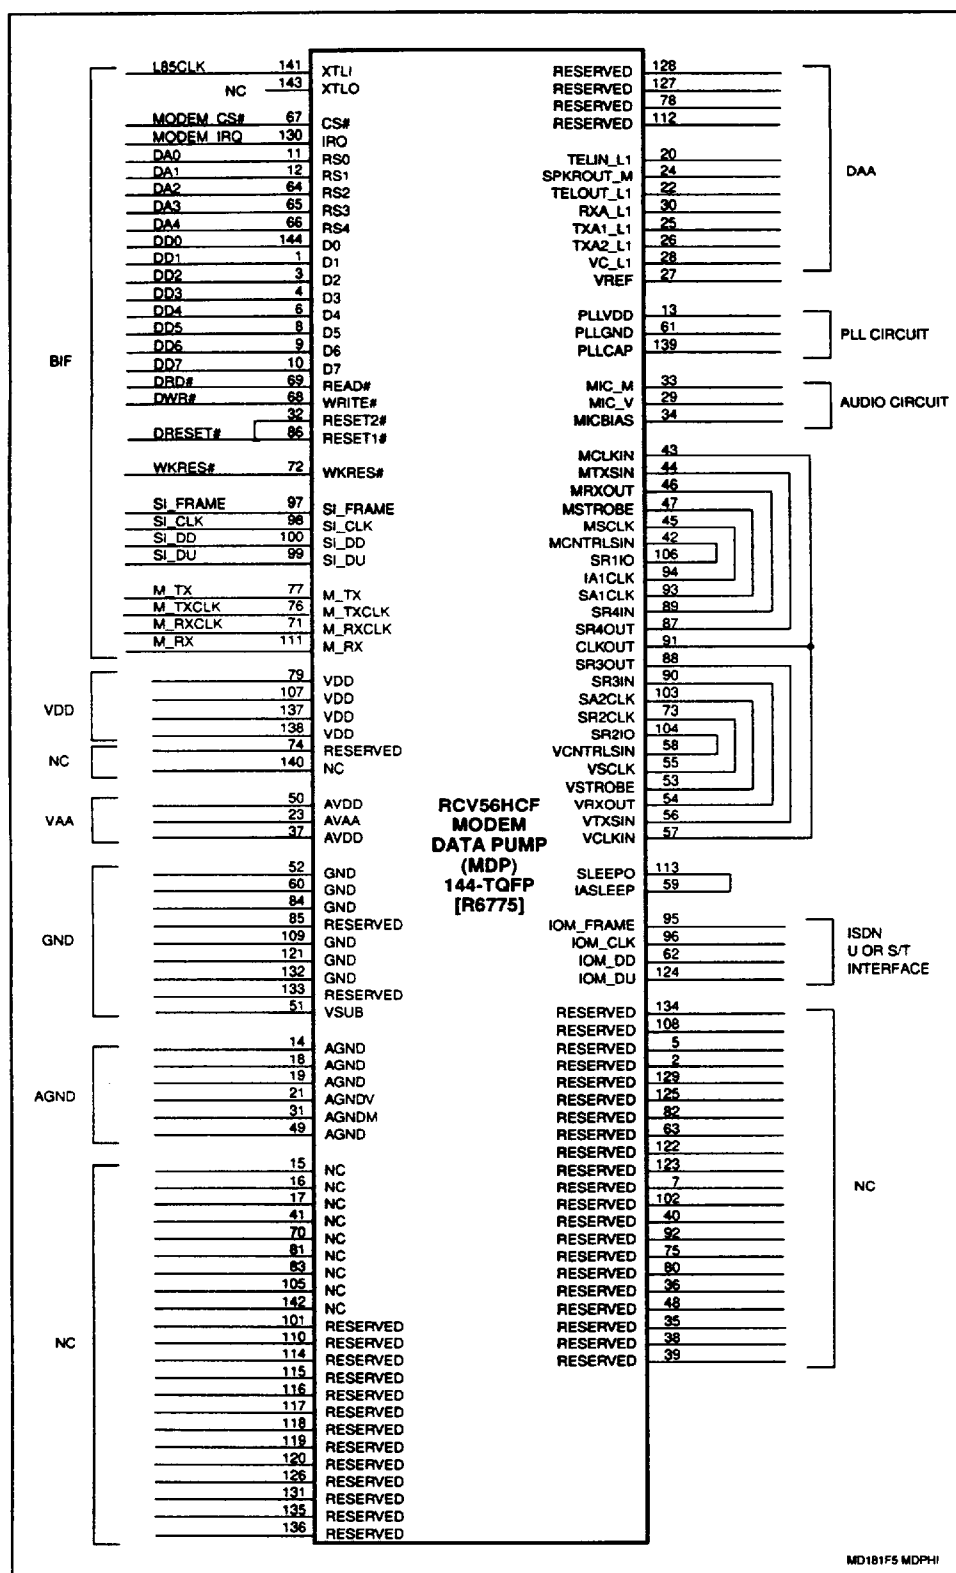 L85CLK 141 XTLI
NC 143 XTLO
MODEM_CS# 67 CS#
MODEM_IRQ 130 IRQ
DA0 11 RS0
DA1 12 RS1
DA2 64 RS2
DA3 65 RS3
DA4 66 RS4
DD0 144 D0
DD1 1 D1
DD2 3 D2
DD3 4 D3
DD4 6 D4
DD5 8 D5
DD6 9 D6
DD7 10 D7
DRD# 69 READ#
DWR# 68 WRITE#
32 RESET2#
DRESET# 86 RESET1#
WKRES# 72 WKRES#
SI_FRAME 97 SI_FRAME
SI_CLK 98 SI_CLK
SI_DD 100 SI_DD
SI_DU 99 SI_DU
M_TX 77 M_TX
M_TXCLK 76 M_TXCLK
M_RXCLK 71 M_RXCLK
M_RX 111 M_RX
BIF
79 VDD
107 VDD
137 VDD
138 VDD
VDD
74 RESERVED
140 NC
NC
50 AVDD
23 AVAA
37 AVDD
VAA
52 GND
60 GND
84 GND
85 RESERVED
109 GND
121 GND
132 GND
133 RESERVED
51 VSUB
GND
14 AGND
18 AGND
19 AGND
21 AGNDV
31 AGNDM
49 AGND
AGND
15 NC
16 NC
17 NC
41 NC
70 NC
81 NC
83 NC
105 NC
142 NC
101 RESERVED
110 RESERVED
114 RESERVED
115 RESERVED
116 RESERVED
117 RESERVED
118 RESERVED
119 RESERVED
120 RESERVED
126 RESERVED
131 RESERVED
135 RESERVED
136 RESERVED
NC
RCV56HCF
MODEM
DATA PUMP
(MDP)
144-TQFP
[R6775]
RESERVED 128
RESERVED 127
RESERVED 78
RESERVED 112
TELIN_L1 20
SPKROUT_M 24
TELOUT_L1 22
RXA_L1 30
TXA1_L1 25
TXA2_L1 26
VC_L1 28
VREF 27
DAA
PLLVDD 13
PLLGND 61
PLLCAP 139
PLL CIRCUIT
MIC_M 33
MIC_V 29
MICBIAS 34
AUDIO CIRCUIT
MCLKIN 43
MTXSIN 44
MRXOUT 46
MSTROBE 47
MSCLK 45
MCNTRLSIN 42
SR1IO 106
IA1CLK 94
SA1CLK 93
SR4IN 89
SR4OUT 87
CLKOUT 91
SR3OUT 88
SR3IN 90
SA2CLK 103
SR2CLK 73
SR2IO 104
VCNTRLSIN 58
VSCLK 55
VSTROBE 53
VRXOUT 54
VTXSIN 56
VCLKIN 57
SLEEPO 113
IASLEEP 59
IOM_FRAME 95
IOM_CLK 96
IOM_DD 62
IOM_DU 124
ISDN
U OR S/T
INTERFACE
RESERVED 134
RESERVED 108
RESERVED 5
RESERVED 2
RESERVED 129
RESERVED 125
RESERVED 82
RESERVED 63
RESERVED 122
RESERVED 123
RESERVED 7
RESERVED 102
RESERVED 40
RESERVED 92
RESERVED 75
RESERVED 80
RESERVED 36
RESERVED 48
RESERVED 35
RESERVED 38
RESERVED 39
NC
MD181F5 MDPHI